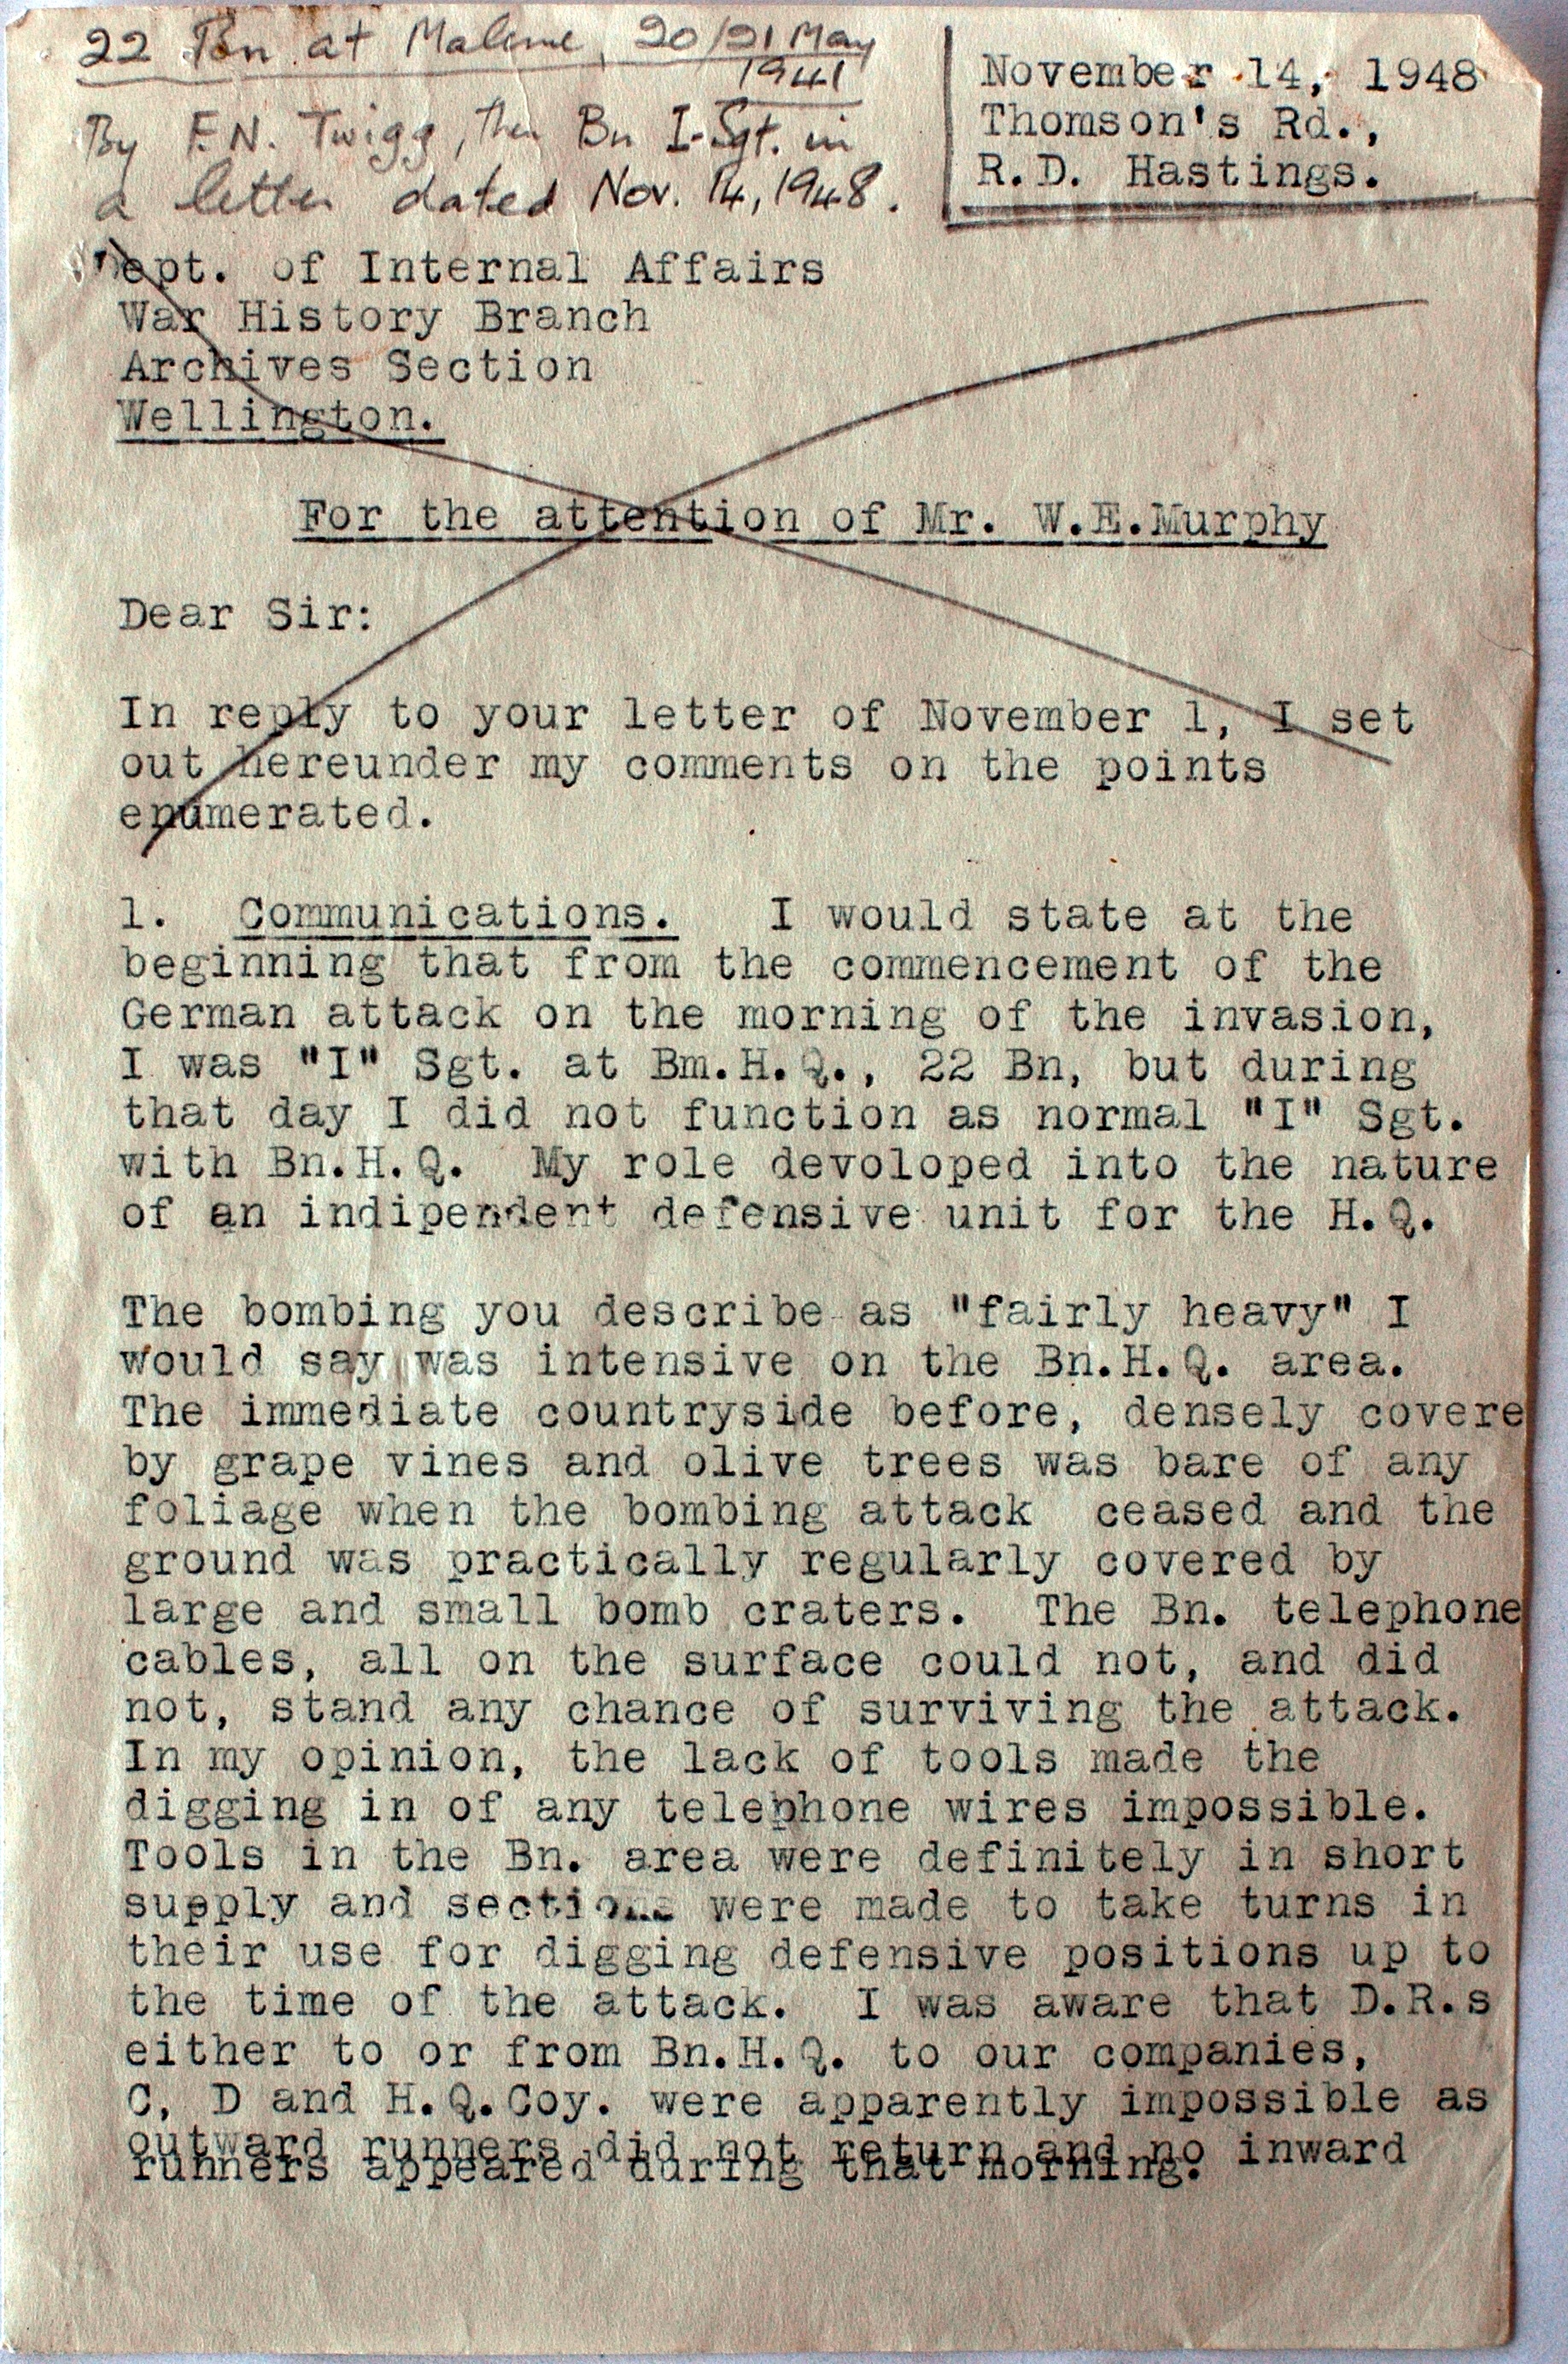 22 Bn at Maleme, 20/21 May
1941
By F.N. Twigg, then Bn I-Sgt. in
a letter dated Nov. 14, 1948.
November 14, 1948
Thomson's Rd.,
R.D. Hastings.
Dept. of Internal Affairs
War History Branch
Archives Section
Wellington.
For the attention of Mr. W.E.Murphy
Dear Sir:
In reply to your letter of November 1, I set
out hereunder my comments on the points
enumerated.
1. Communications. I would state at the
beginning that from the commencement of the
German attack on the morning of the invasion,
I was "I" Sgt. at Bm.H.Q., 22 Bn, but during
that day I did not function as normal "I" Sgt.
with Bn.H.Q. My role devoloped into the nature
of an indipendent defensive unit for the H.Q.
The bombing you describe as "fairly heavy" I
would say was intensive on the Bn.H.Q. area.
The immediate countryside before, densely covere
by grape vines and olive trees was bare of any
foliage when the bombing attack ceased and the
ground was practically regularly covered by
large and small bomb craters. The Bn. telephone
cables, all on the surface could not, and did
not, stand any chance of surviving the attack.
In my opinion, the lack of tools made the
digging in of any telephone wires impossible.
Tools in the Bn. area were definitely in short
supply and sections were made to take turns in
their use for digging defensive positions up to
the time of the attack. I was aware that D.R.s
either to or from Bn.H.Q. to our companies,
C, D and H.Q.Coy. were apparently impossible as
outward runners did not return and no inward
runners appeared during that morning.